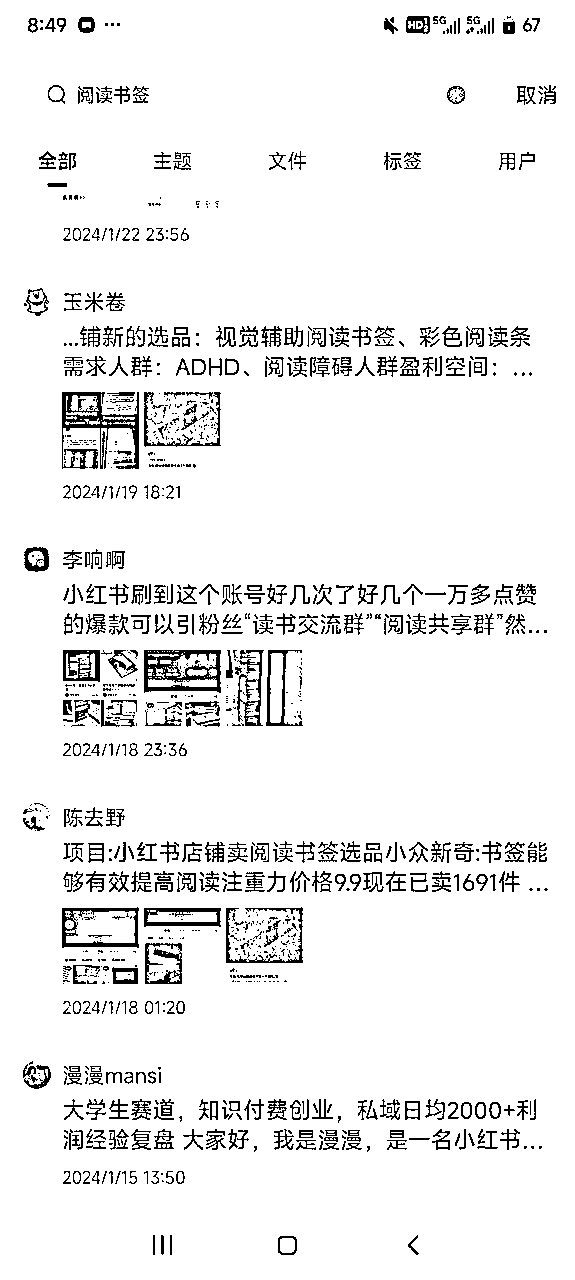 8:49 ··· HD 5G 5G 67
阅读书签 取消
全部 主题 文件 标签 用户
2024/1/22 23:56
玉米卷
...铺新的选品：视觉辅助阅读书签、彩色阅读条
需求人群：ADHD、阅读障碍人群盈利空间：...
2024/1/19 18:21
李响啊
小红书刷到这个账号好几次了好几个一万多点赞
的爆款可以引粉丝“读书交流群”“阅读共享群”然...
2024/1/18 23:36
陈去野
项目:小红书店铺卖阅读书签选品小众新奇:书签能
够有效提高阅读注重力价格9.9现在已卖1691件 ...
2024/1/18 01:20
漫漫mansi
大学生赛道，知识付费创业，私域日均2000+利
润经验复盘 大家好，我是漫漫，是一名小红书...
2024/1/15 13:50